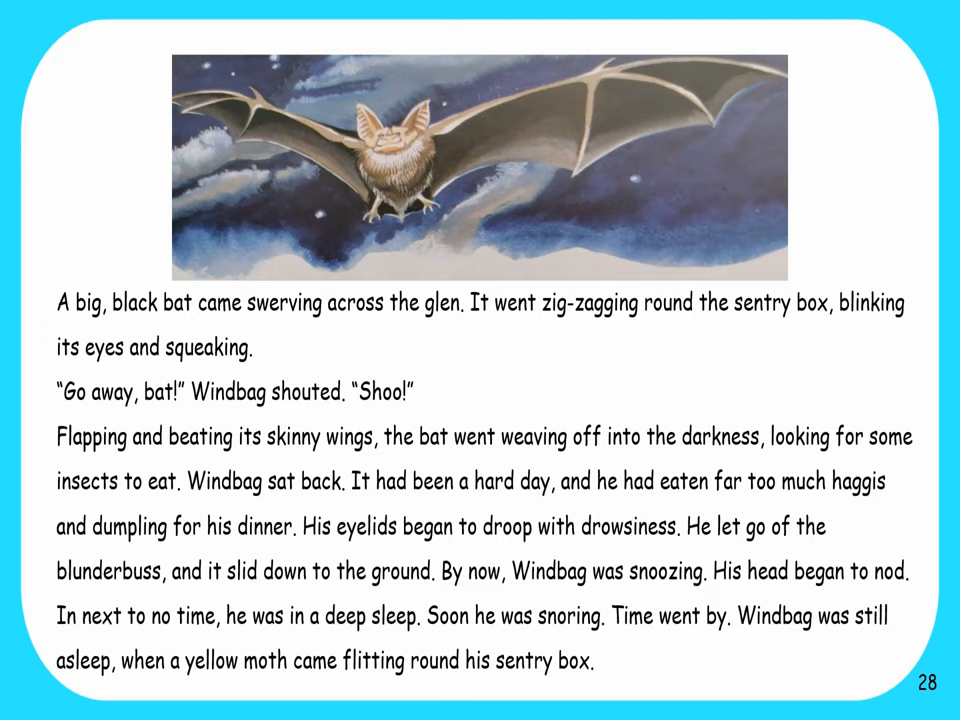 A big, black bat came swerving across the glen. It went zig-zagging round the sentry box, blinking
its eyes and squeaking.
“Go away, bat!” Windbag shouted. “Shoo!”
Flapping and beating its skinny wings, the bat went weaving off into the darkness, looking for some
insects to eat. Windbag sat back. It had been a hard day, and he had eaten far too much haggis
and dumpling for his dinner. His eyelids began to droop with drowsiness. He let go of the
blunderbuss, and it slid down to the ground. By now, Windbag was snoozing. His head began to nod.
In next to no time, he was in a deep sleep. Soon he was snoring. Time went by. Windbag was still
asleep, when a yellow moth came flitting round his sentry box.
28